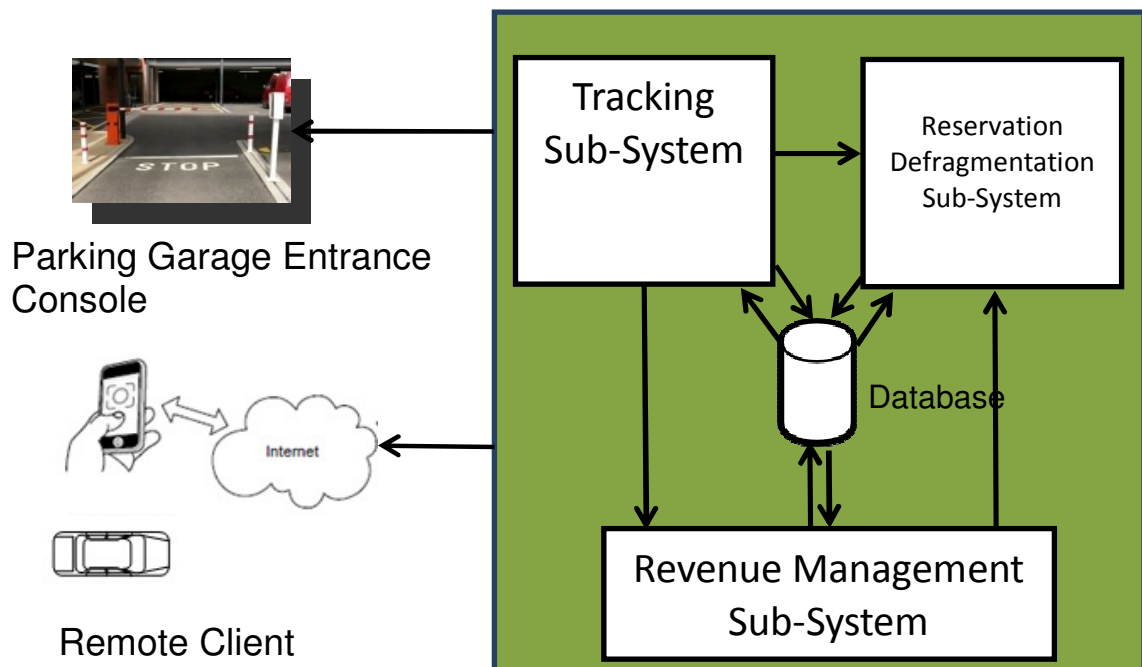 Tracking
Sub-System
Reservation
Defragmentation
Sub-System
STOP
Parking Garage Entrance
Console
Internet
Database
Remote Client
Revenue Management
Sub-System